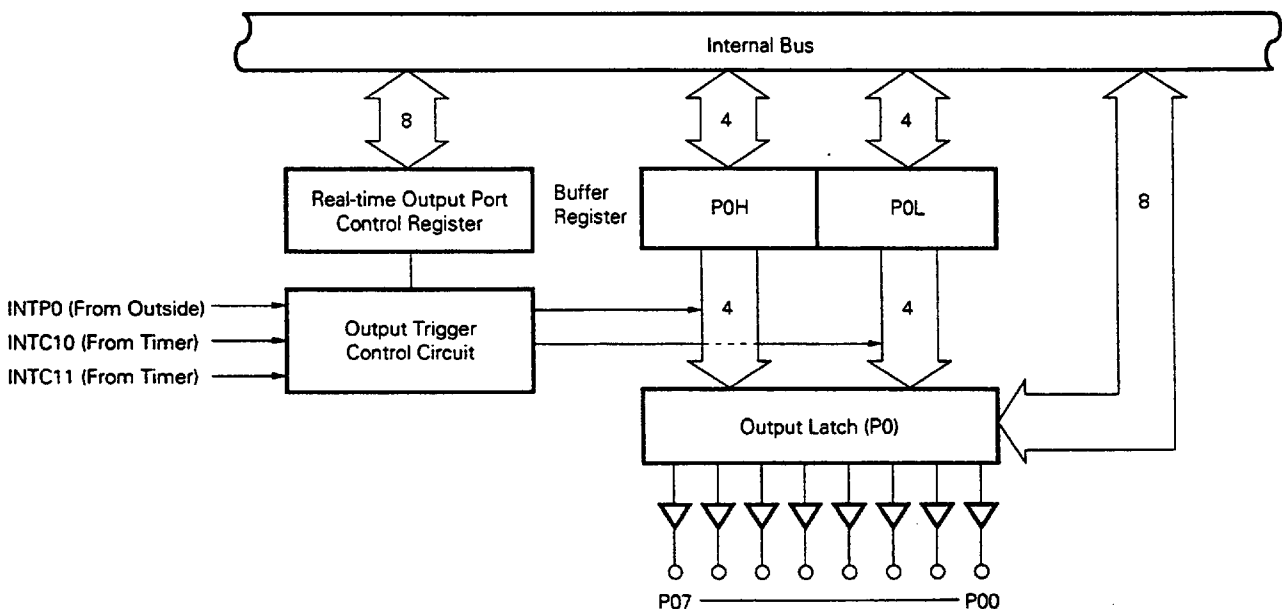 Internal Bus
8
4
4
8
Real-time Output Port
Control Register
Buffer
Register
P0H
P0L
INTP0 (From Outside)
INTC10 (From Timer)
INTC11 (From Timer)
Output Trigger
Control Circuit
4
4
Output Latch (P0)
P07
P00